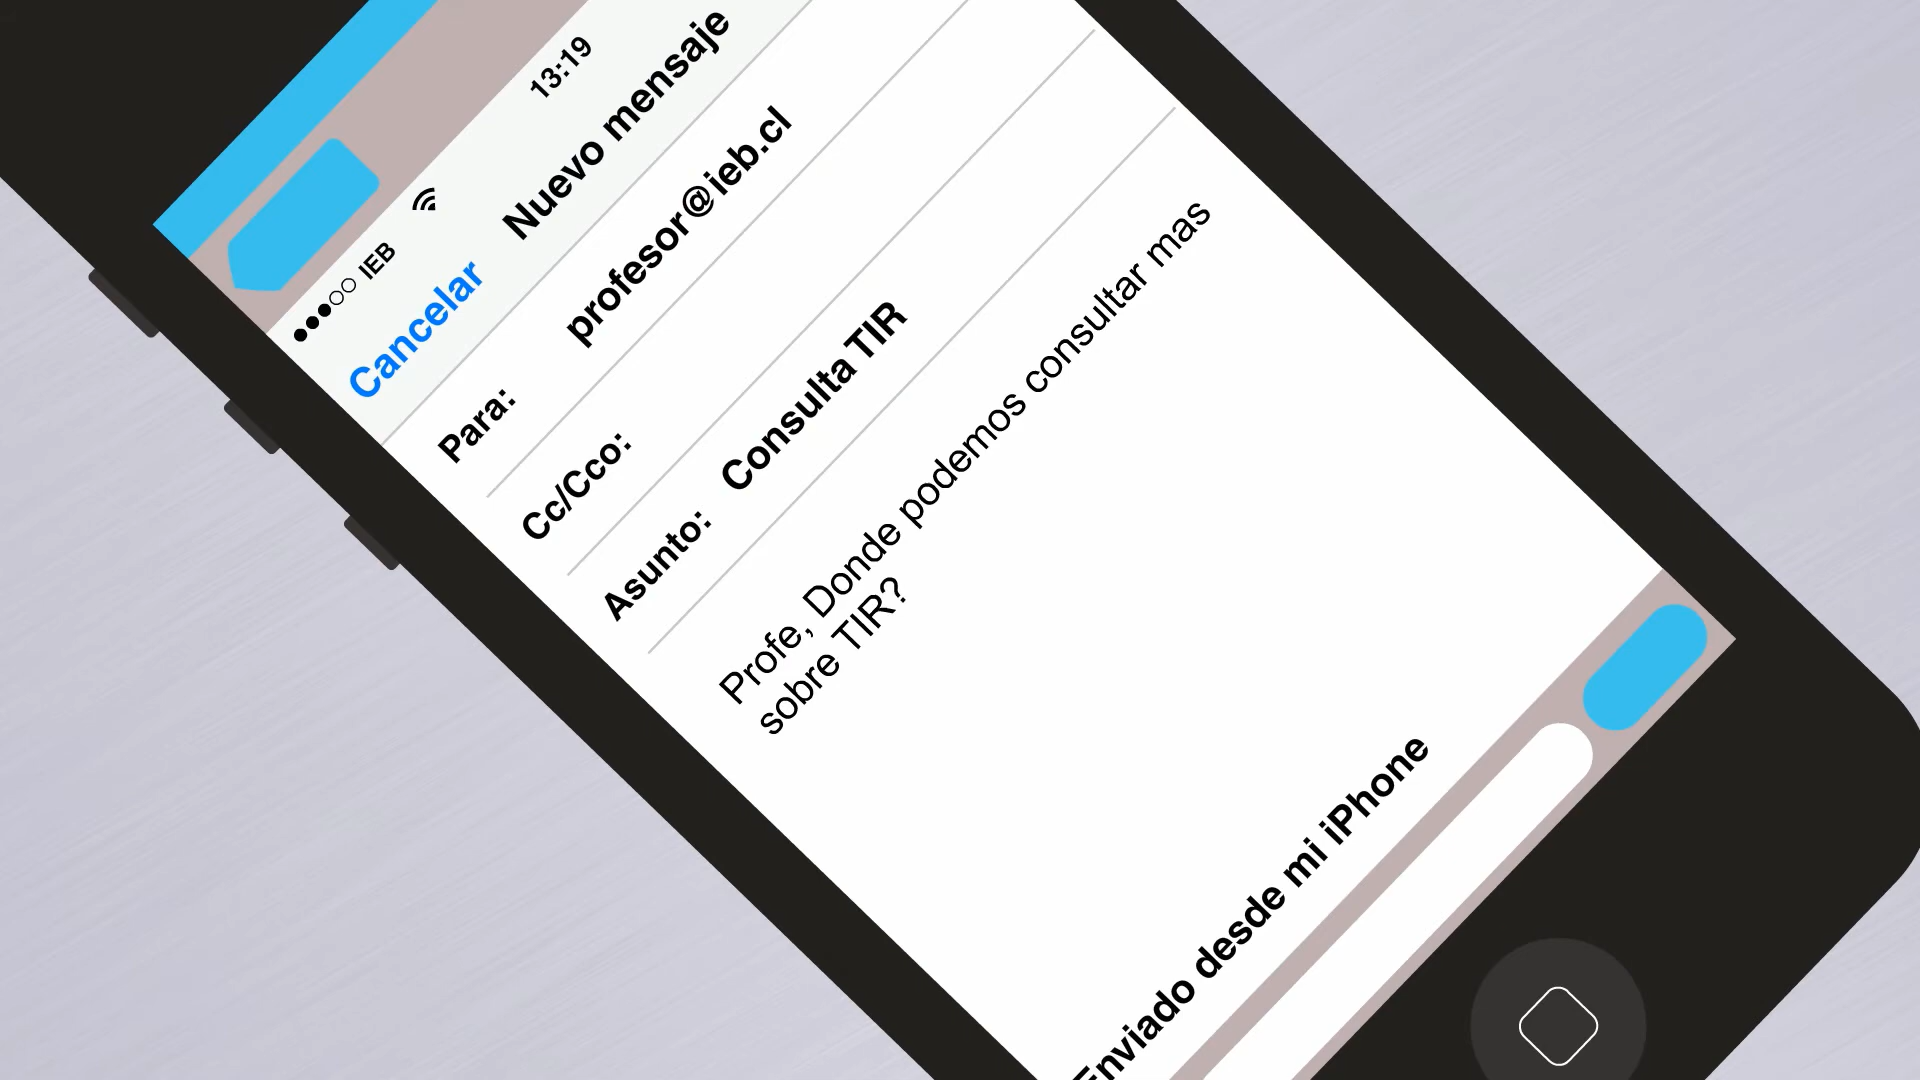 IEB 13:19
Cancelar Nuevo mensaje
Para: profesor@ieb.cl
Cc/Cco:
Asunto: Consulta TIR
Profe, Donde podemos consultar mas
sobre TIR?
Enviado desde mi iPhone